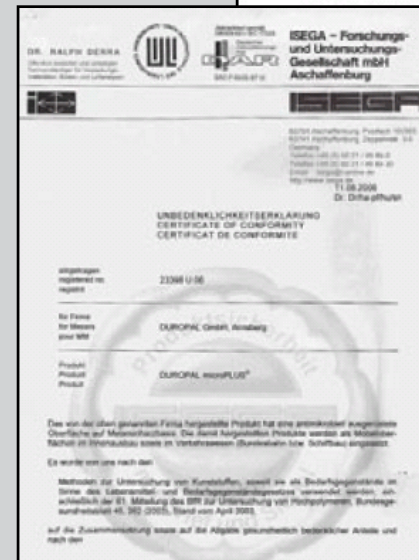 DR. RALPH DERRA
ISEGA – Forschungs-
und Untersuchungs-
Gesellschaft mbH
Aschaffenburg
ISEGA
Germany
11.08.2006
UNBEDENKLICHKEITSERKLÄRUNG
CERTIFICATE OF CONFORMITY
CERTIFICAT DE CONFORMITE
eingetragen
registered no.
registré
23398 U 06
für Firma
for Messrs
pour MM
DUROPAL GmbH, Arnsberg
Produkt
Product
Produit
DUROPAL microPLUS®
Das von der oben genannten Firma hergestellte Produkt hat eine antimikrobiell ausgerüstete
Oberfläche auf Melaminharzbasis. Die damit hergestellten Produkte werden als Möbelober-
flächen im Innenausbau sowie im Verkehrswesen (Bundesbahn bzw. Schiffbau) eingesetzt.
Es wurde von uns nach den
Methoden zur Untersuchung von Kunststoffen, soweit sie als Bedarfsgegenstände im
Sinne des Lebensmittel- und Bedarfsgegenständegesetzes verwendet werden, ein-
schließlich der 61. Mitteilung des BfR zur Untersuchung von Hochpolymeren, Bundesge-
sundheitsblatt 46, (2003), Stand vom April 2003,
auf die Zusammensetzung sowie auf die Abgabe gesundheitlich bedenklicher Anteile und
nach den